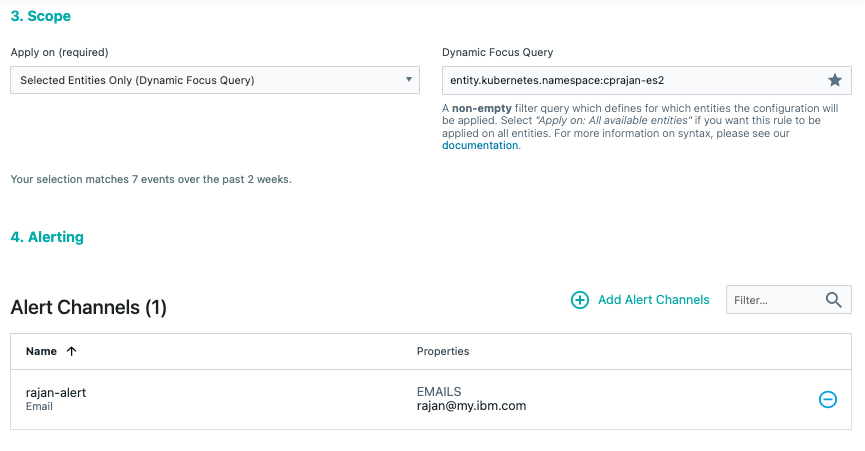 3. Scope
Apply on (required)
Selected Entities Only (Dynamic Focus Query)
Dynamic Focus Query
entity.kubernetes.namespace:cprajan-es2
A non-empty filter query which defines for which entities the configuration will
be applied. Select "Apply on: All available entities" if you want this rule to be
applied on all entities. For more information on syntax, please see our
documentation.
Your selection matches 7 events over the past 2 weeks.
4. Alerting
Alert Channels (1)
Add Alert Channels
Filter...
Name
Properties
rajan-alert
Email
EMAILS
rajan@my.ibm.com